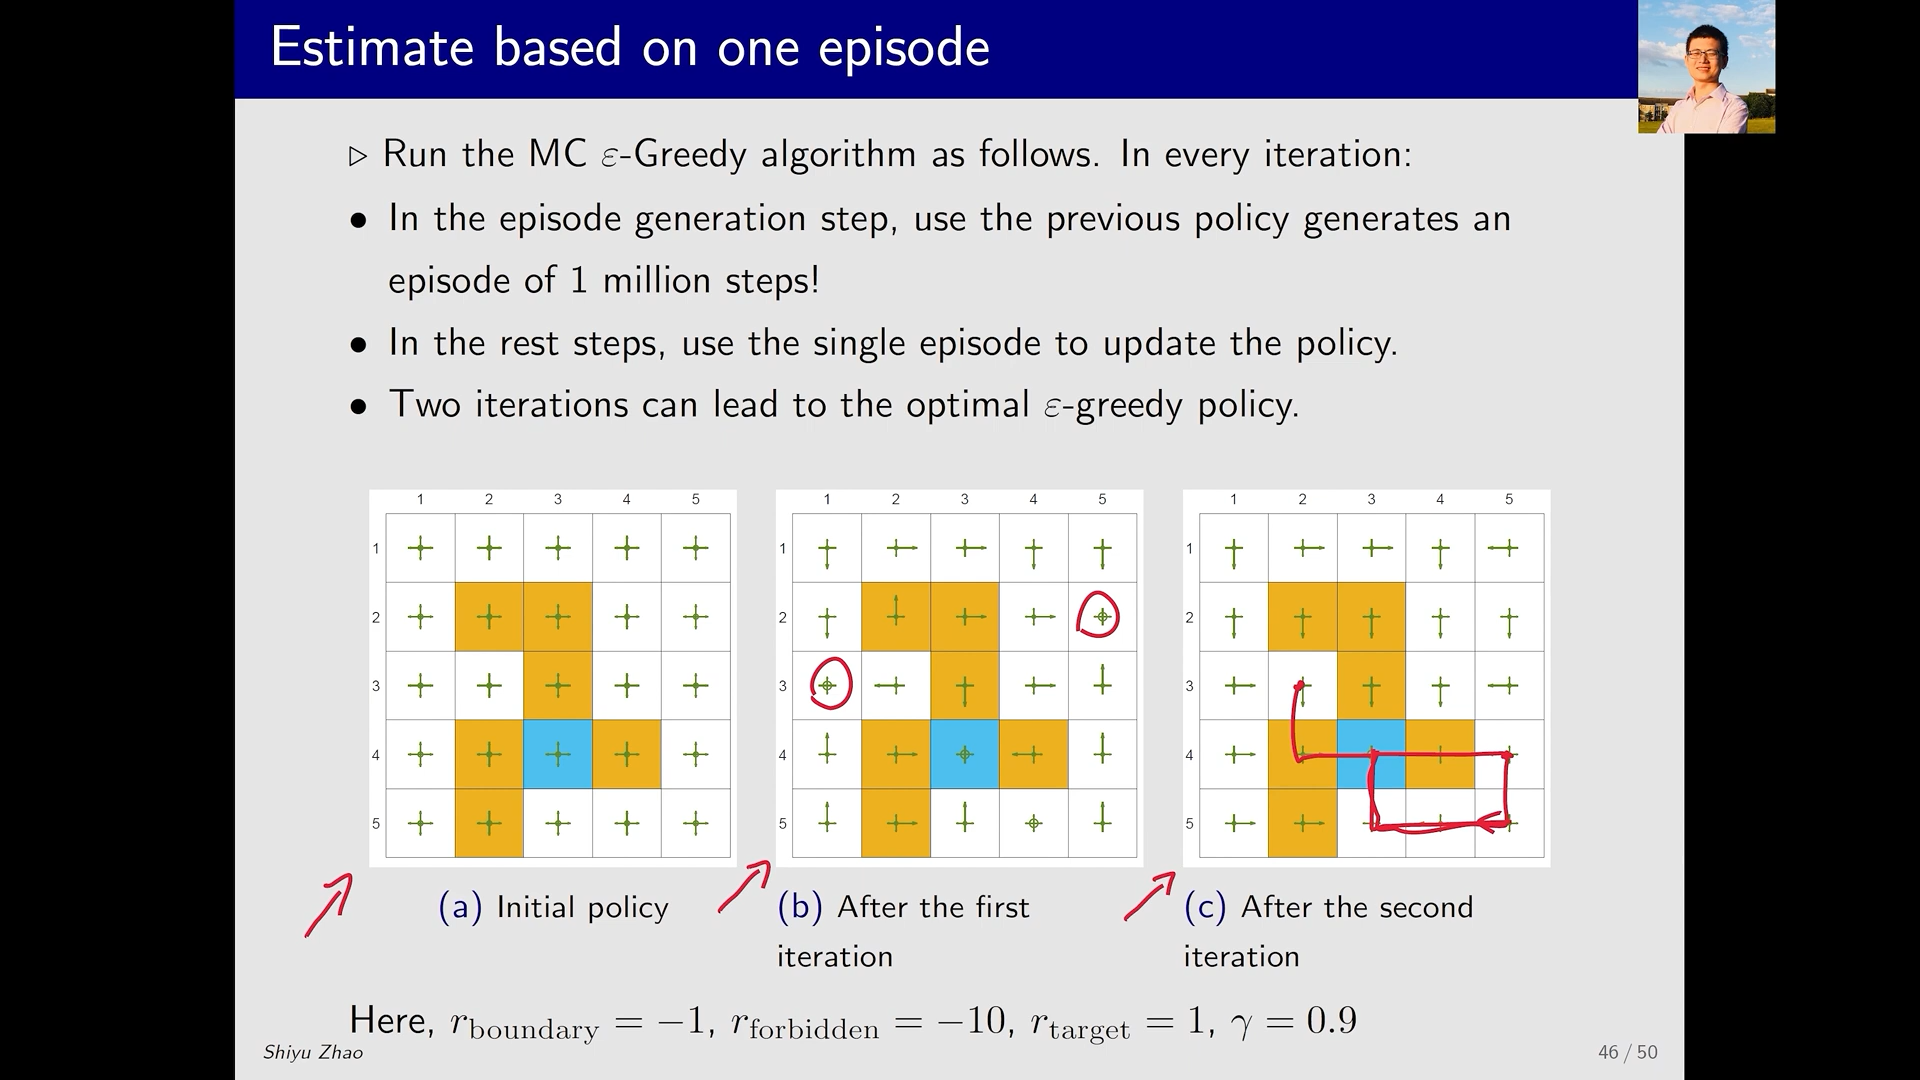 Estimate based on one episode
▷ Run the MC ε-Greedy algorithm as follows. In every iteration:
• In the episode generation step, use the previous policy generates an
episode of 1 million steps!
• In the rest steps, use the single episode to update the policy.
• Two iterations can lead to the optimal ε-greedy policy.
1 2 3 4 5
1
2
3
4
5
1 2 3 4 5
1
2
3
4
5
1 2 3 4 5
1
2
3
4
5
(a) Initial policy
(b) After the first
iteration
(c) After the second
iteration
Here, r_boundary = −1, r_forbidden = −10, r_target = 1, γ = 0.9
Shiyu Zhao
46 / 50